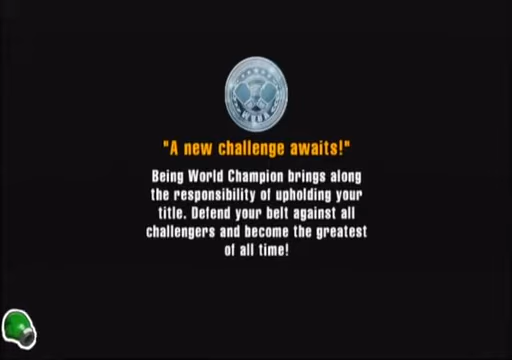 "A new challenge awaits!"
Being World Champion brings along
the responsibility of upholding your
title. Defend your belt against all
challengers and become the greatest
of all time!